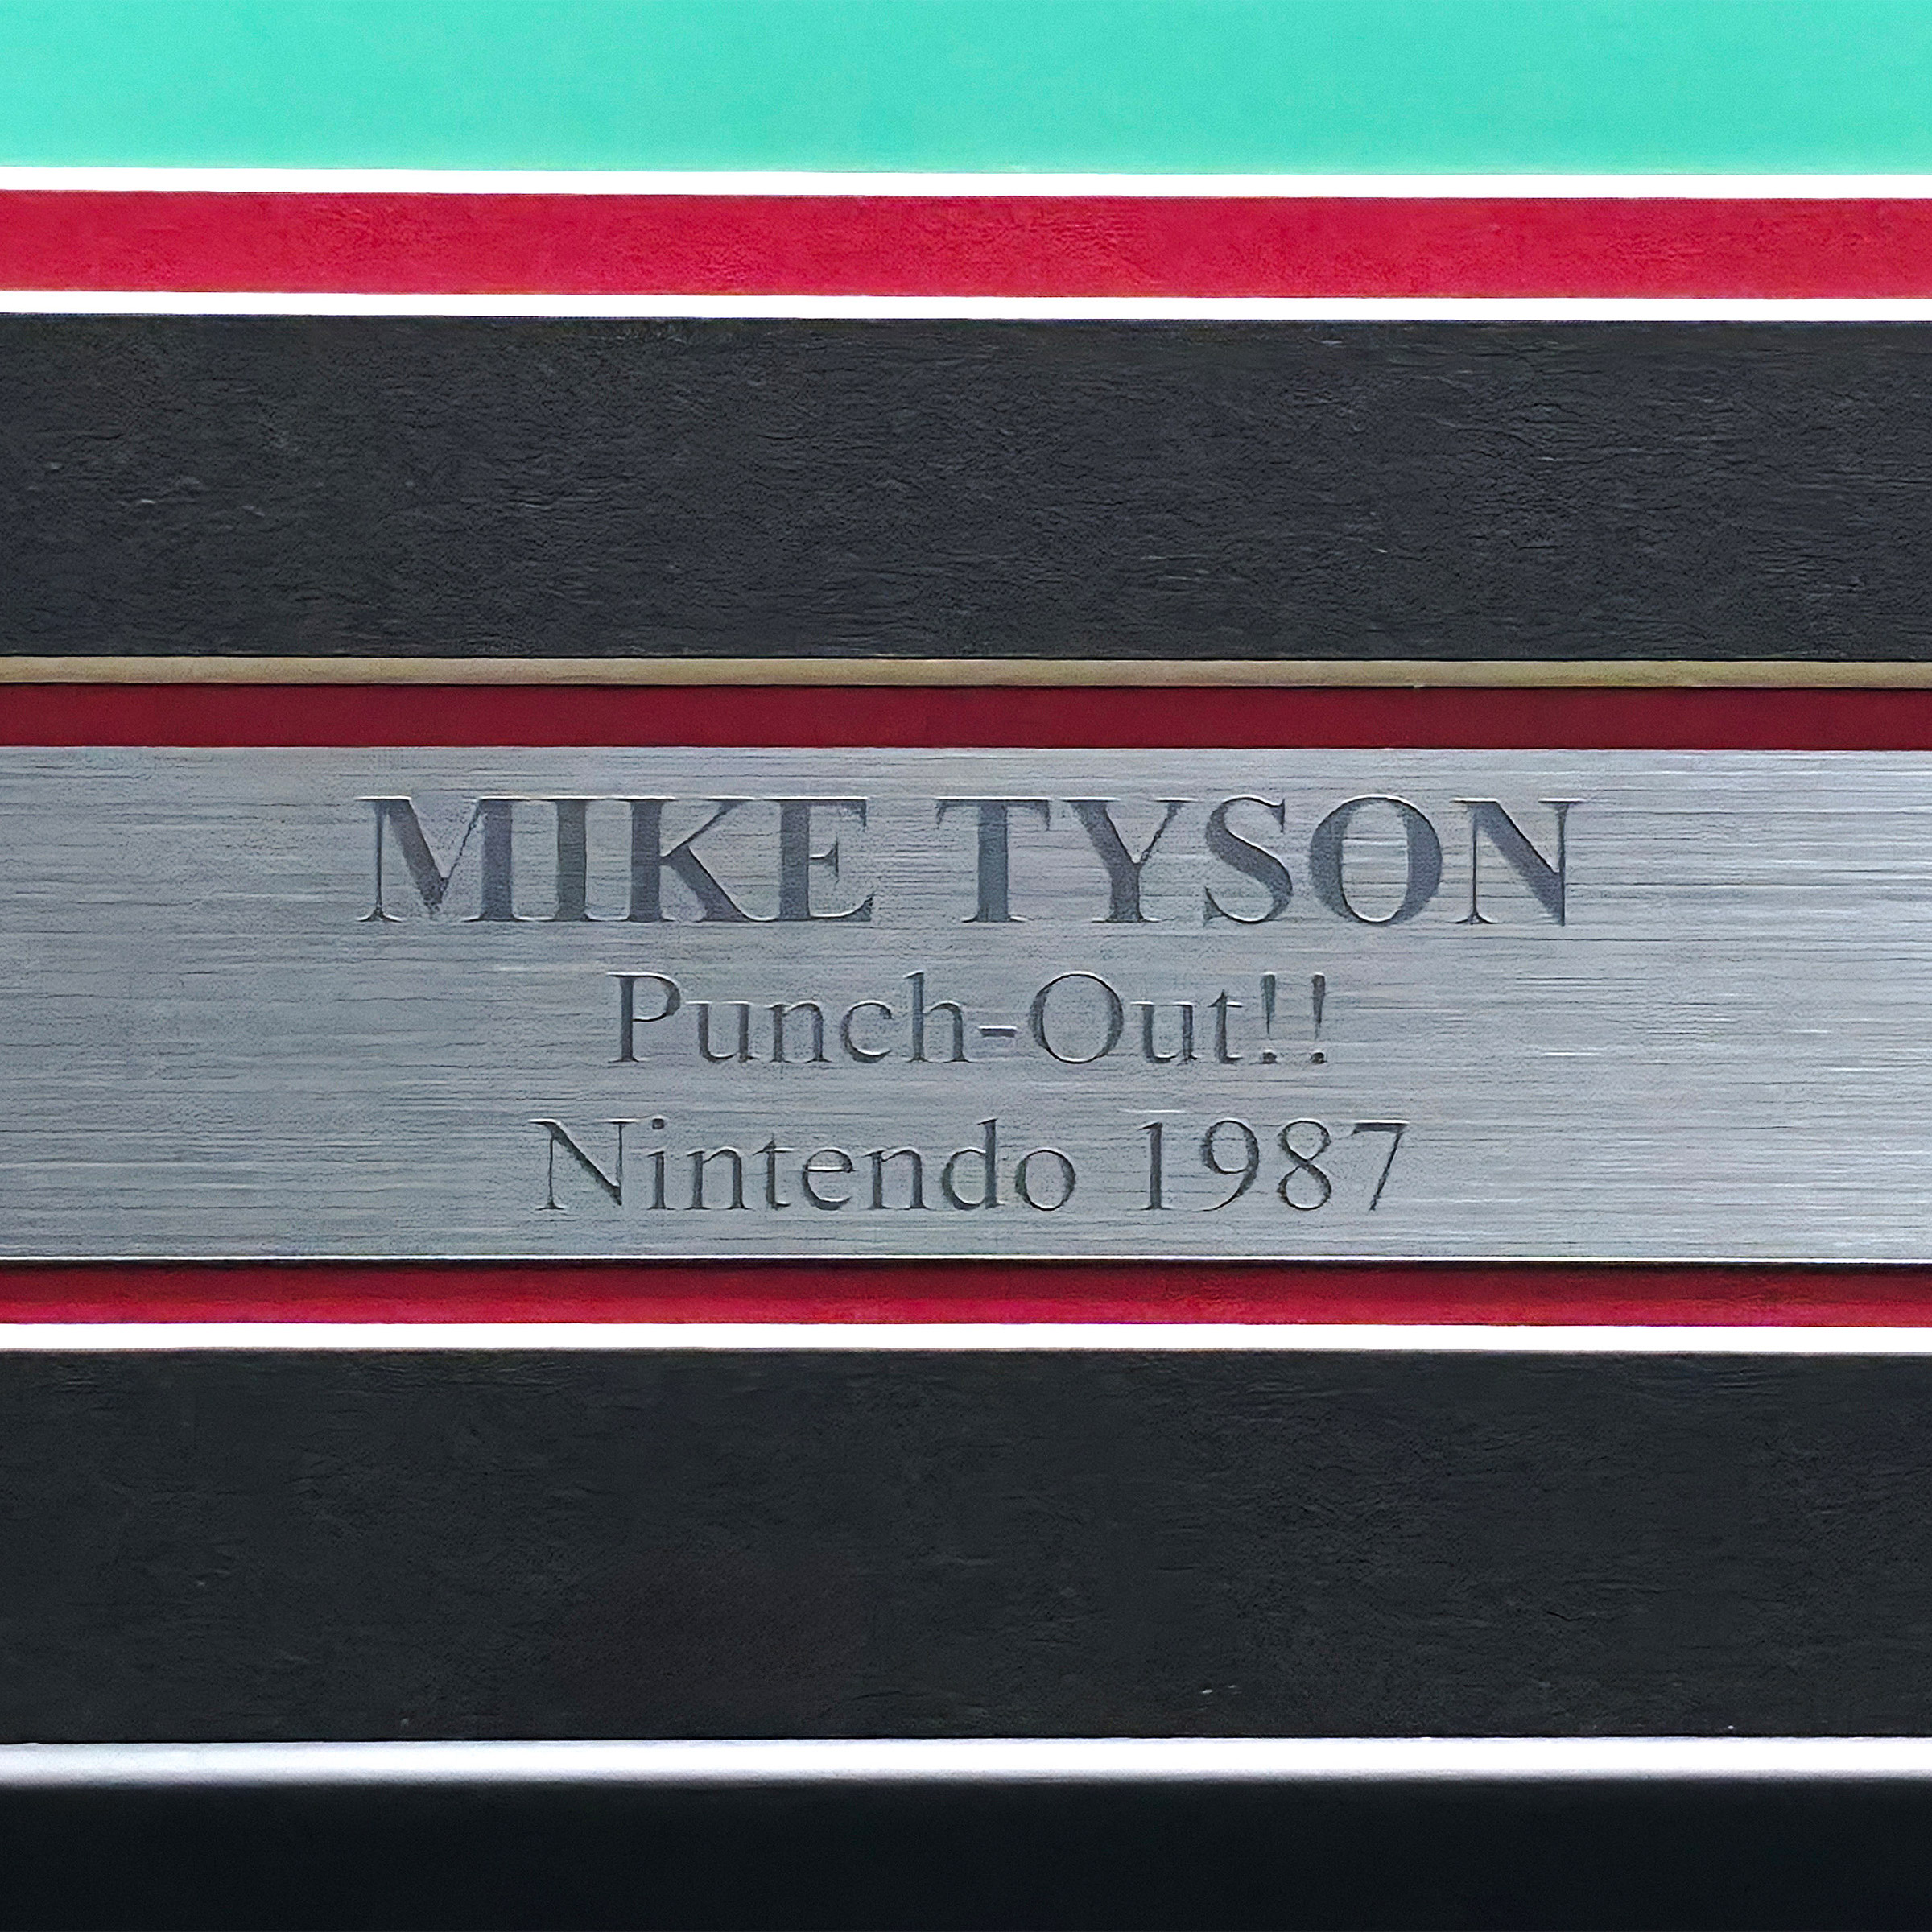 MIKE TYSON
Punch-Out!!
Nintendo 1987